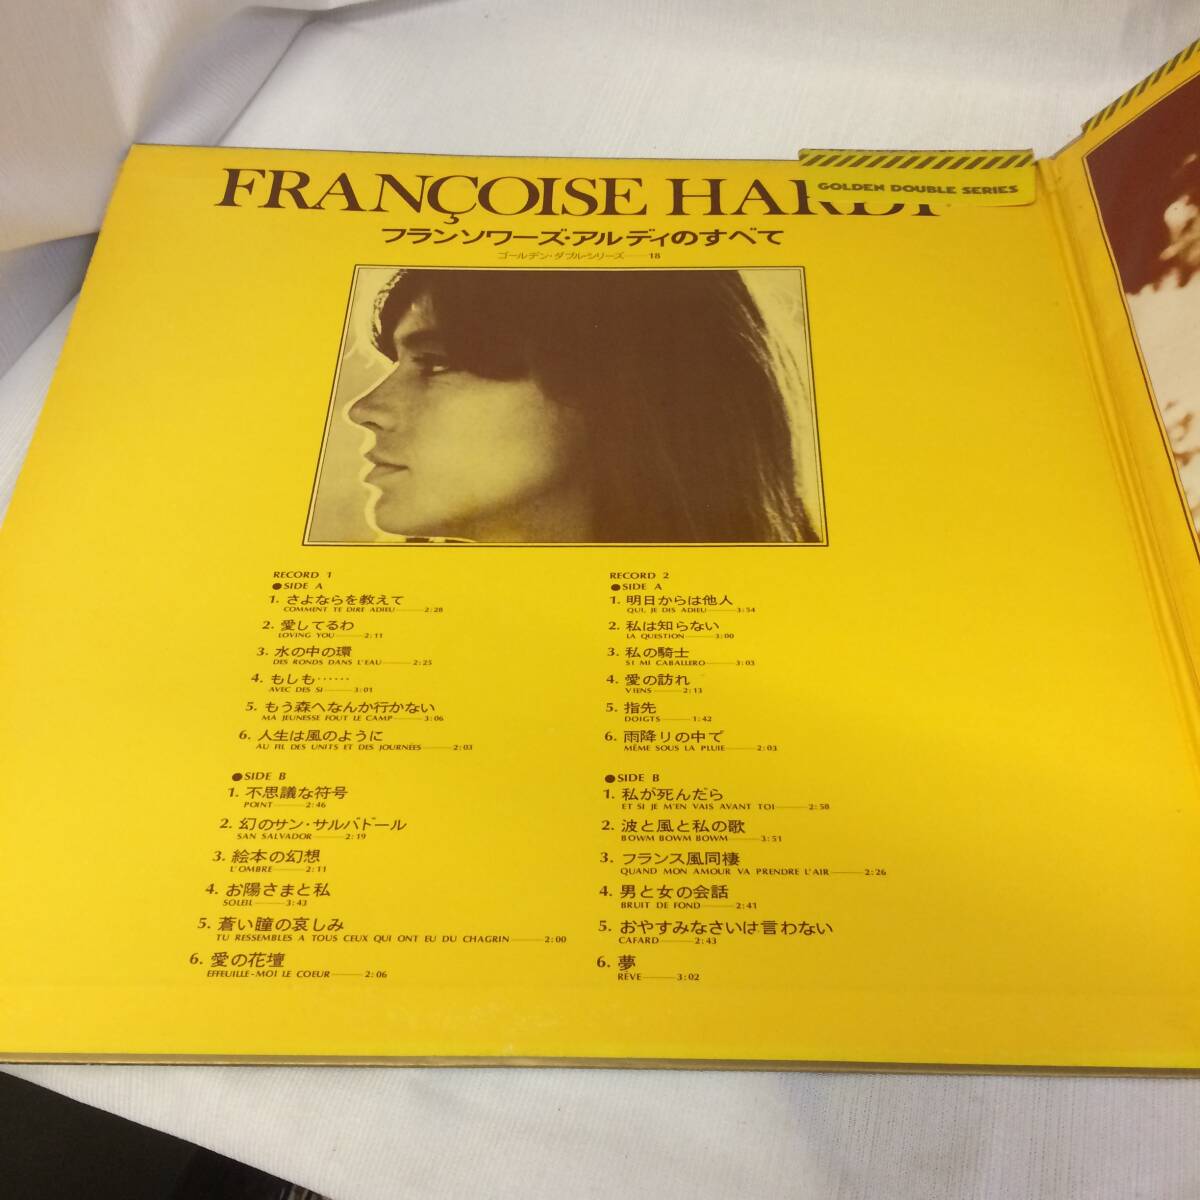 FRANÇOISE HARDY
GOLDEN DOUBLE SERIES
フランソワーズ・アルディのすべて
ゴールデン・ダブル・シリーズ——18
RECORD 1
●SIDE A
1. さよならを教えて
COMMENT TE DIRE ADIEU——2:28
2. 愛してるわ
LOVING YOU——2:11
3. 水の中の環
DES RONDS DANS L'EAU——2:25
4. もしも……
AVEC DES SI——3:01
5. もう森へなんか行かない
MA JEUNESSE FOUT LE CAMP——3:06
6. 人生は風のように
AU FIL DES UNITS ET DES JOURNÉES——2:03
●SIDE B
1. 不思議な符号
POINT——2:46
2. 幻のサン・サルバドール
SAN SALVADOR——2:19
3. 絵本の幻想
L'OMBRE——2:11
4. お陽さまと私
SOLEIL——3:43
5. 蒼い瞳の哀しみ
TU RESSEMBLES A TOUS CEUX QUI ONT EU DU CHAGRIN——2:00
6. 愛の花壇
EFFEUILLE-MOI LE COEUR——2:06
RECORD 2
●SIDE A
1. 明日からは他人
QUI, JE DIS ADIEU——3:54
2. 私は知らない
LA QUESTION——3:00
3. 私の騎士
SI MI CABALLERO——3:03
4. 愛の訪れ
VIENS——2:13
5. 指先
DOIGTS——1:42
6. 雨降りの中で
MÊME SOUS LA PLUIE——2:03
●SIDE B
1. 私が死んだら
ET SI JE M'EN VAIS AVANT TOI——2:58
2. 波と風と私の歌
BOWM BOWM BOWM——3:51
3. フランス風同棲
QUAND MON AMOUR VA PRENDRE L'AIR——2:26
4. 男と女の会話
BRUIT DE FOND——2:41
5. おやすみなさいは言わない
CAFARD——2:43
6. 夢
RÊVE——3:02